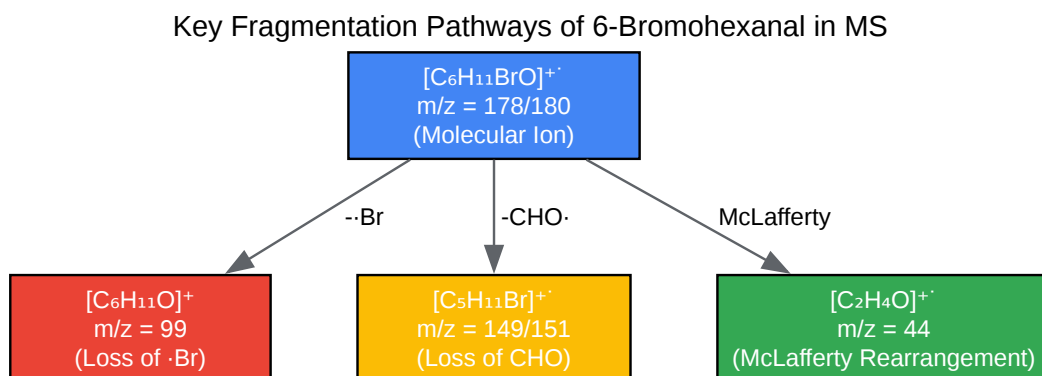 Key Fragmentation Pathways of 6-Bromohexanal in MS
[C₆H₁₁BrO]⁺˙
m/z = 178/180
(Molecular Ion)
-·Br
-CHO·
McLafferty
[C₆H₁₁O]⁺
m/z = 99
(Loss of ·Br)
[C₅H₁₁Br]⁺˙
m/z = 149/151
(Loss of CHO)
[C₂H₄O]⁺˙
m/z = 44
(McLafferty Rearrangement)